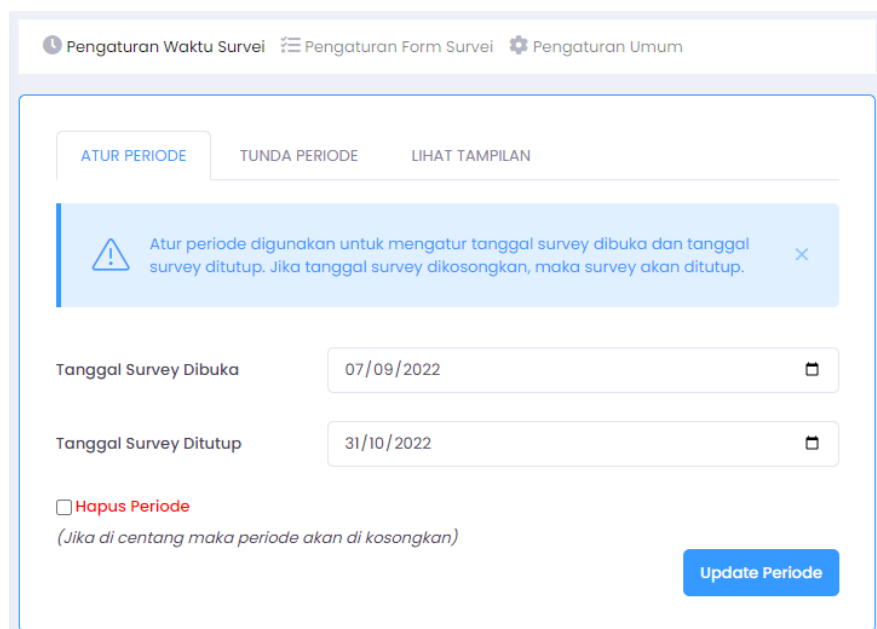 Pengaturan Waktu Survei Pengaturan Form Survei Pengaturan Umum
ATUR PERIODE TUNDA PERIODE LIHAT TAMPILAN
Atur periode digunakan untuk mengatur tanggal survey dibuka dan tanggal
survey ditutup. Jika tanggal survey dikosongkan, maka survey akan ditutup.
Tanggal Survey Dibuka 07/09/2022
Tanggal Survey Ditutup 31/10/2022
Hapus Periode
(Jika di centang maka periode akan di kosongkan)
Update Periode